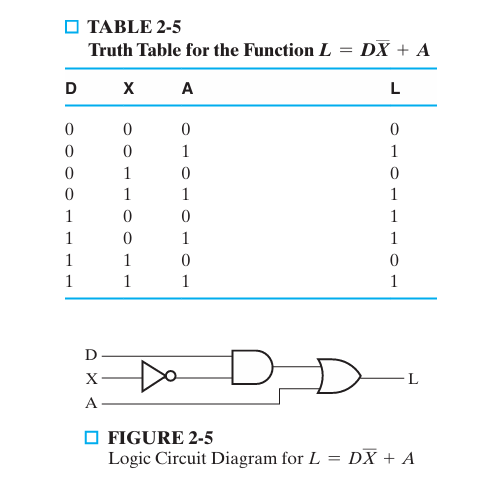 TABLE 2-5
Truth Table for the Function L = DX̅ + A
D X A L
0 0 0 0
0 0 1 1
0 1 0 0
0 1 1 1
1 0 0 1
1 0 1 1
1 1 0 0
1 1 1 1
D
X
L
A
FIGURE 2-5
Logic Circuit Diagram for L = DX̅ + A